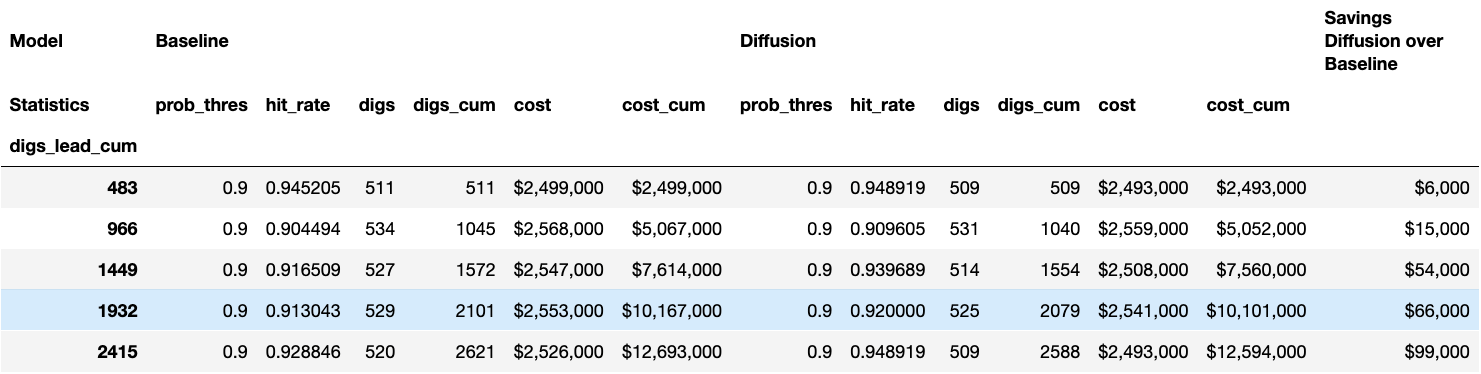 Savings
Model Baseline Diffusion Diffusion over
Baseline
Statistics prob_thres hit_rate digs digs_cum cost cost_cum prob_thres hit_rate digs digs_cum cost cost_cum
digs_lead_cum
483 0.9 0.945205 511 511 $2,499,000 $2,499,000 0.9 0.948919 509 509 $2,493,000 $2,493,000 $6,000
966 0.9 0.904494 534 1045 $2,568,000 $5,067,000 0.9 0.909605 531 1040 $2,559,000 $5,052,000 $15,000
1449 0.9 0.916509 527 1572 $2,547,000 $7,614,000 0.9 0.939689 514 1554 $2,508,000 $7,560,000 $54,000
1932 0.9 0.913043 529 2101 $2,553,000 $10,167,000 0.9 0.920000 525 2079 $2,541,000 $10,101,000 $66,000
2415 0.9 0.928846 520 2621 $2,526,000 $12,693,000 0.9 0.948919 509 2588 $2,493,000 $12,594,000 $99,000